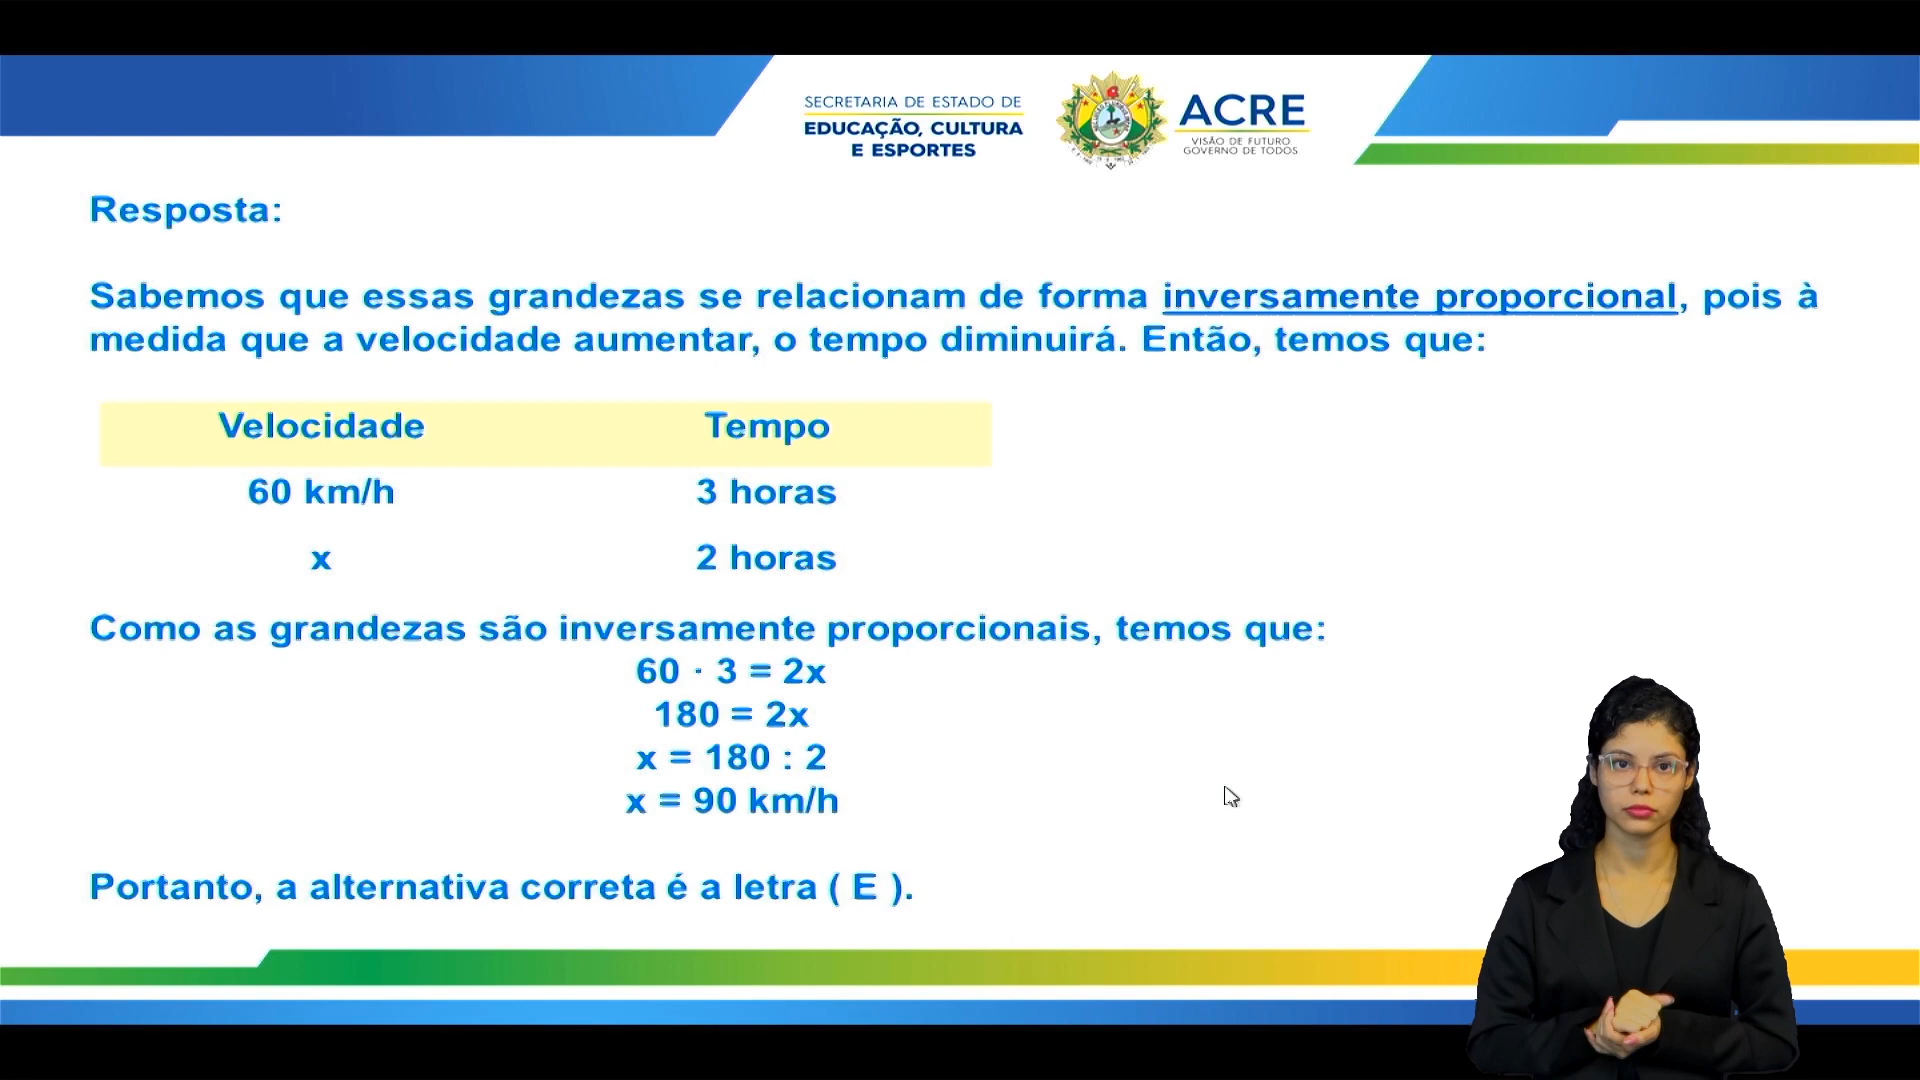 SECRETARIA DE ESTADO DE
EDUCAÇÃO, CULTURA
E ESPORTES
ACRE
VISÃO DE FUTURO
GOVERNO DE TODOS
Resposta:
Sabemos que essas grandezas se relacionam de forma inversamente proporcional, pois à
medida que a velocidade aumentar, o tempo diminuirá. Então, temos que:
Velocidade Tempo
60 km/h 3 horas
x 2 horas
Como as grandezas são inversamente proporcionais, temos que:
60 · 3 = 2x
180 = 2x
x = 180 : 2
x = 90 km/h
Portanto, a alternativa correta é a letra ( E ).